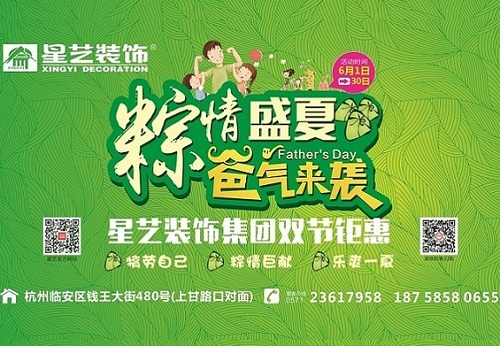 星艺装饰®
XINGYI DECORATION
活动时间
6月1日
30日
粽情盛夏
Father's Day
爸气来袭
星艺装饰集团双节钜惠
犒劳自己 粽情巨献 乐爽一夏
杭州临安区钱王大街480号(上甘路口对面) 0571 23617958 187 5858 0655